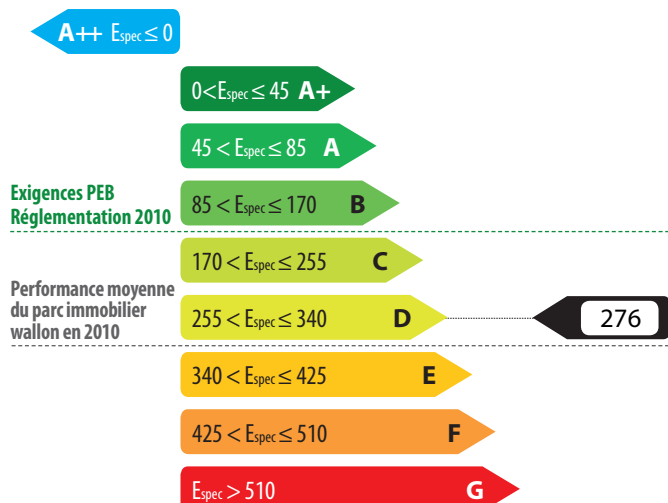 A++ Espec ≤ 0
0<Espec ≤ 45 A+
45 < Espec ≤ 85 A
Exigences PEB
Réglementation 2010
85 < Espec ≤ 170 B
170 < Espec ≤ 255 C
Performance moyenne
du parc immobilier
wallon en 2010
255 < Espec ≤ 340 D
276
340 < Espec ≤ 425 E
425 < Espec ≤ 510 F
Espec > 510 G